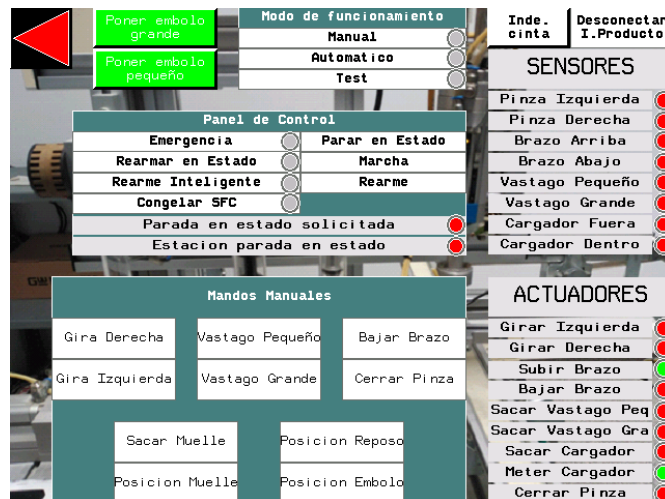 Poner embolo
grande
Poner embolo
pequeño
Modo de funcionamiento
Manual
Automatico
Test
Inde.
cinta
Desconectar
I.Producto
SENSORES
Pinza Izquierda
Pinza Derecha
Brazo Arriba
Brazo Abajo
Vastago Pequeño
Vastago Grande
Cargador Fuera
Cargador Dentro
Panel de Control
Emergencia
Parar en Estado
Rearmar en Estado
Marcha
Rearme Inteligente
Rearme
Congelar SFC
Parada en estado solicitada
Estacion parada en estado
Mandos Manuales
Gira Derecha
Vastago Pequeño
Bajar Brazo
Gira Izquierda
Vastago Grande
Cerrar Pinza
Sacar Muelle
Posicion Reposo
Posicion Muelle
Posicion Embolo
ACTUADORES
Girar Izquierda
Girar Derecha
Subir Brazo
Bajar Brazo
Sacar Vastago Peq
Sacar Vastago Gra
Sacar Cargador
Meter Cargador
Cerrar Pinza